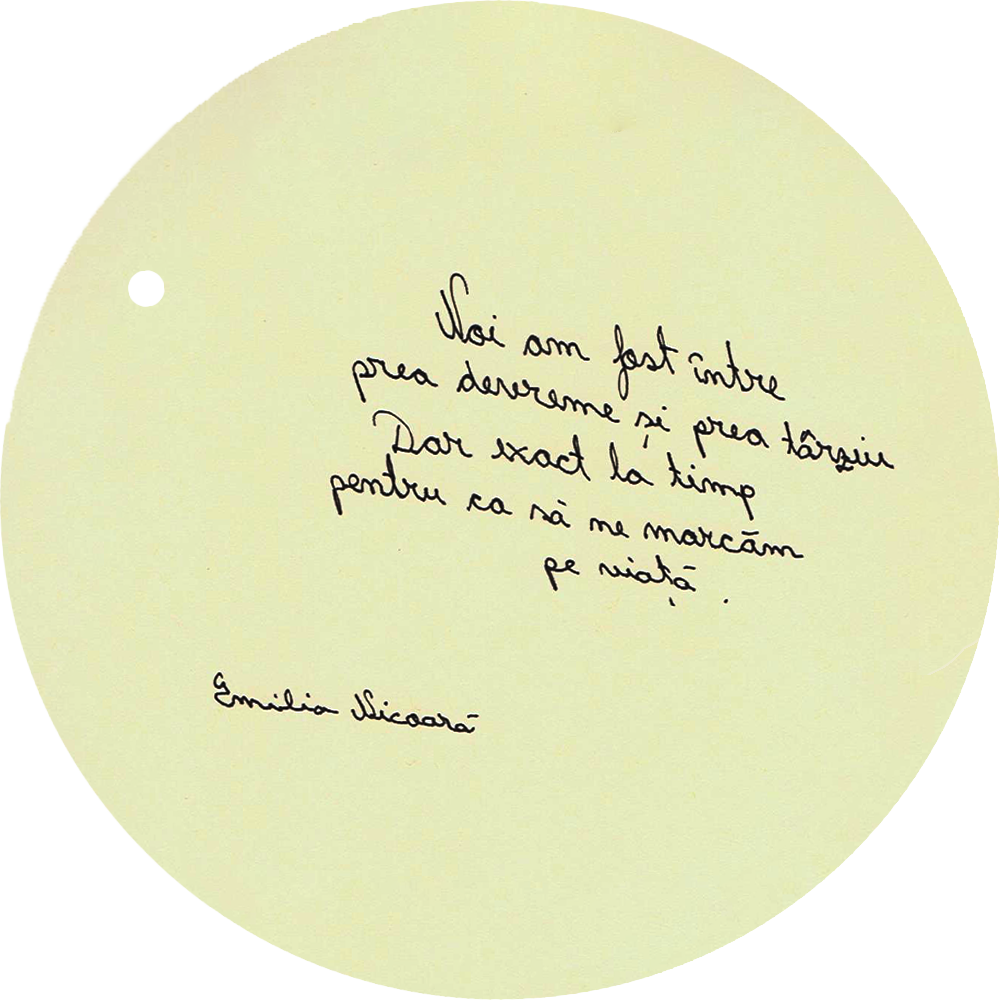 Noi am fost între
prea devreme și prea târziu
Dar exact la timp
pentru ca să ne marcăm
pe viață.
Emilia Nicoară